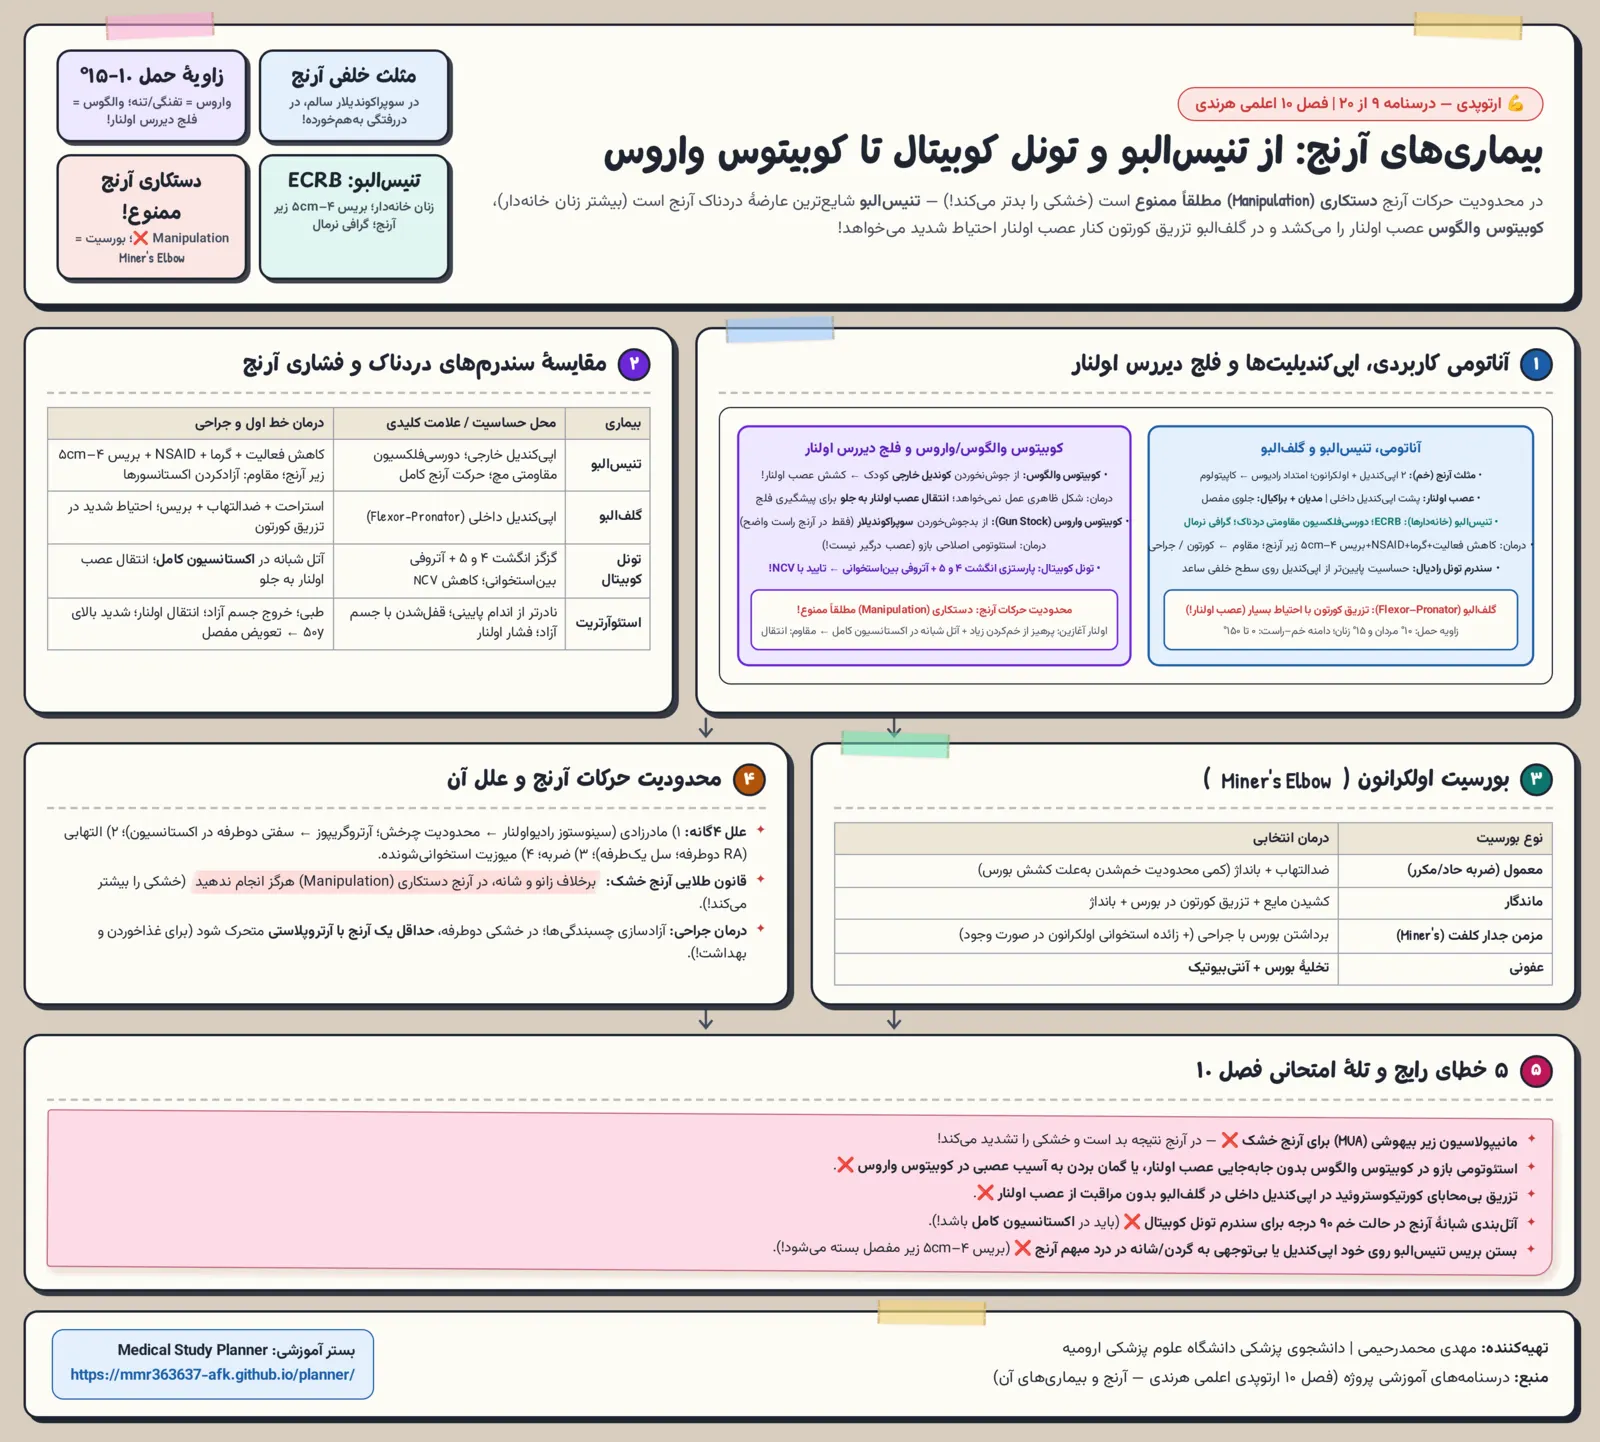 💪 ارتوپدی — درسنامه ۹ از ۲۰ | فصل ۱۰ اعلمی هرندی
بیماری‌های آرنج: از تنیس‌البو و تونل کوبیتال تا کوبیتوس واروس
در محدودیت حرکات آرنج دستکاری (Manipulation) مطلقاً ممنوع است (خشکی را بدتر می‌کند!) — تنیس‌البو شایع‌ترین عارضهٔ دردناک آرنج است (بیشتر زنان خانه‌دار)،
کوبیتوس والگوس عصب اولنار را می‌کشد و در گلف‌البو تزریق کورتون کنار عصب اولنار احتیاط شدید می‌خواهد!
مثلث خلفی آرنج
در سوپراکوندیلار سالم، در
دررفتگی به‌هم‌خورده!
زاویهٔ حمل ۱۰–۱۵°
واروس = تفنگی/تنه؛ والگوس =
فلج دیررس اولنار!
تنیس‌البو: ECRB
زنان خانه‌دار؛ بریس ۴–۵cm زیر
آرنج؛ گرافی نرمال
دستکاری آرنج
ممنوع!
Manipulation ❌؛ بورسیت =
Miner's Elbow
۱ آناتومی کاربردی، اپی‌کندیلیت‌ها و فلج دیررس اولنار
آناتومی، تنیس‌البو و گلف‌البو
• مثلث آرنج (خم): ۲ اپی‌کندیل + اولکرانون؛ امتداد رادیوس ← کاپیتولوم
• عصب اولنار: پشت اپی‌کندیل داخلی | مدیان + براکیال: جلوی مفصل
• تنیس‌البو (خانه‌دارها): ECRB؛ دورسی‌فلکسیون مقاومتی دردناک؛ گرافی نرمال
• درمان: کاهش فعالیت+گرما+NSAID+بریس ۴–۵cm زیر آرنج؛ مقاوم ← کورتون / جراحی
• سندرم تونل رادیال: حساسیت پایین‌تر از اپی‌کندیل روی سطح خلفی ساعد
گلف‌البو (Flexor–Pronator): تزریق کورتون با احتیاط بسیار (عصب اولنار!)
زاویه حمل: ۱۰° مردان و ۱۵° زنان؛ دامنه خم–راست: ۰ تا ۱۵۰°
کوبیتوس والگوس/واروس و فلج دیررس اولنار
• کوبیتوس والگوس: از جوش‌نخوردن کوندیل خارجی کودک ← کشش عصب اولنار!
درمان: شکل ظاهری عمل نمی‌خواهد؛ انتقال عصب اولنار به جلو برای پیشگیری فلج
• کوبیتوس واروس (Gun Stock): از بدجوش‌خوردن سوپراکوندیلار (فقط در آرنج راست واضح)
درمان: استئوتومی اصلاحی بازو (عصب درگیر نیست!)
• تونل کوبیتال: پارستزی انگشت ۴ و ۵ + آتروفی بین‌استخوانی ← تایید با NCV!
محدودیت حرکات آرنج: دستکاری (Manipulation) مطلقاً ممنوع!
اولنار آغازین: پرهیز از خم‌کردن زیاد + آتل شبانه در اکستانسیون کامل ← مقاوم: انتقال
۲ مقایسهٔ سندرم‌های دردناک و فشاری آرنج
بیماری | محل حساسیت / علامت کلیدی | درمان خط اول و جراحی
تنیس‌البو | اپی‌کندیل خارجی؛ دورسی‌فلکسیون مقاومتی مچ؛ حرکت آرنج کامل | کاهش فعالیت + گرما + NSAID + بریس ۴–۵cm زیر آرنج؛ مقاوم: آزادکردن اکستانسورها
گلف‌البو | اپی‌کندیل داخلی (Flexor-Pronator) | استراحت + ضدالتهاب + بریس؛ احتیاط شدید در تزریق کورتون
تونل کوبیتال | گزگز انگشت ۴ و ۵ + آتروفی بین‌استخوانی؛ کاهش NCV | آتل شبانه در اکستانسیون کامل؛ انتقال عصب اولنار به جلو
استئوآرتریت | نادرتر از اندام پایینی؛ قفل‌شدن با جسم آزاد؛ فشار اولنار | طبی؛ خروج جسم آزاد؛ انتقال اولنار؛ شدید بالای ۵۰y ← تعویض مفصل
۳ بورسیت اولکرانون ( Miner's Elbow )
نوع بورسیت | درمان انتخابی
معمول (ضربه حاد/مکرر) | ضدالتهاب + بانداژ (کمی محدودیت خم‌شدن به‌علت کشش بورس)
ماندگار | کشیدن مایع + تزریق کورتون در بورس + بانداژ
مزمن جدار کلفت (Miner's) | برداشتن بورس با جراحی (+ زائده استخوانی اولکرانون در صورت وجود)
عفونی | تخلیهٔ بورس + آنتی‌بیوتیک
۴ محدودیت حرکات آرنج و علل آن
✦ علل ۴گانه: ۱) مادرزادی (سینوستوز رادیواولنار ← محدودیت چرخش؛ آرتروگریپوز ← سفتی دوطرفه در اکستانسیون)؛ ۲) التهابی
(RA دوطرفه؛ سل یک‌طرفه)؛ ۳) ضربه؛ ۴) میوزیت استخوانی‌شونده.
✦ قانون طلایی آرنج خشک: برخلاف زانو و شانه، در آرنج دستکاری (Manipulation) هرگز انجام ندهید (خشکی را بیشتر
می‌کند!).
✦ درمان جراحی: آزادسازی چسبندگی‌ها؛ در خشکی دوطرفه، حداقل یک آرنج با آرتروپلاستی متحرک شود (برای غذاخوردن و
بهداشت!).
۵ ۵ خطای رایج و تلهٔ امتحانی فصل ۱۰
✦ مانیپولاسیون زیر بیهوشی (MUA) برای آرنج خشک ❌ — در آرنج نتیجه بد است و خشکی را تشدید می‌کند!
✦ استئوتومی بازو در کوبیتوس والگوس بدون جابه‌جایی عصب اولنار، یا گمان بردن به آسیب عصبی در کوبیتوس واروس ❌.
✦ تزریق بی‌محابای کورتیکوستروئید در اپی‌کندیل داخلی در گلف‌البو بدون مراقبت از عصب اولنار ❌.
✦ آتل‌بندی شبانهٔ آرنج در حالت خم ۹۰ درجه برای سندرم تونل کوبیتال ❌ (باید در اکستانسیون کامل باشد!).
✦ بستن بریس تنیس‌البو روی خود اپی‌کندیل یا بی‌توجهی به گردن/شانه در درد مبهم آرنج ❌ (بریس ۴–۵cm زیر مفصل بسته می‌شود!).
تهیه‌کننده: مهدی محمدرحیمی | دانشجوی پزشکی دانشگاه علوم پزشکی ارومیه
منبع: درسنامه‌های آموزشی پروژه (فصل ۱۰ ارتوپدی اعلمی هرندی — آرنج و بیماری‌های آن)
بستر آموزشی: Medical Study Planner
https://mmr363637-afk.github.io/planner/